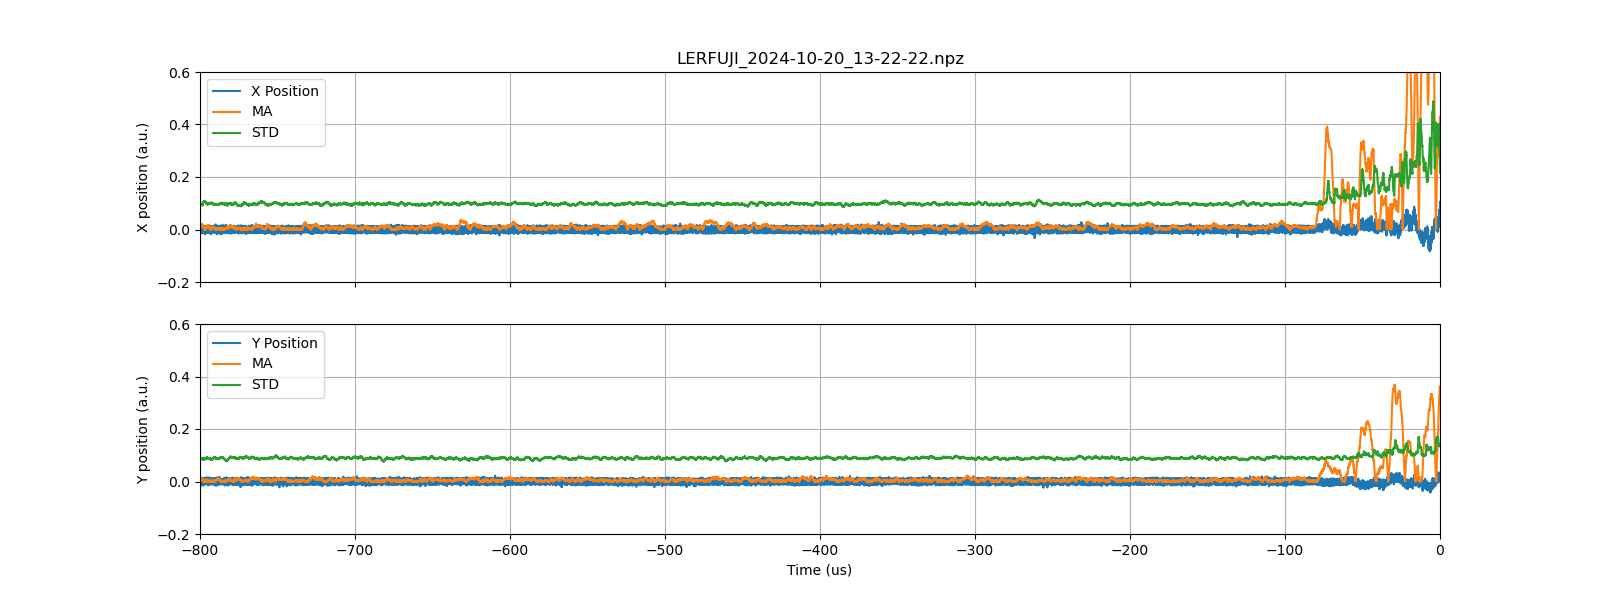 LERFUJI_2024-10-20_13-22-22.npz
0.6
0.4
0.2
0.0
−0.2
X position (a.u.)
X Position
MA
STD
0.6
0.4
0.2
0.0
−0.2
Y position (a.u.)
Y Position
MA
STD
−800 −700 −600 −500 −400 −300 −200 −100 0
Time (us)